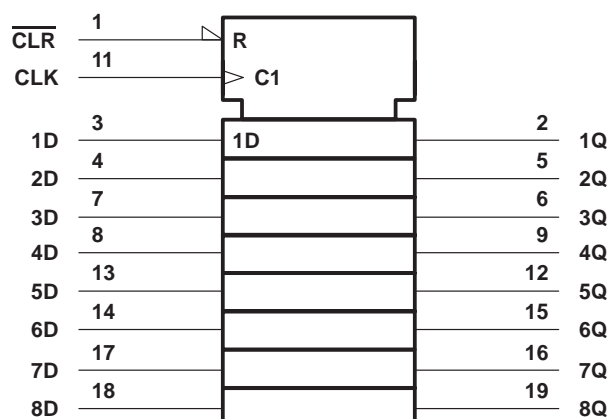 CLR 1 R
CLK 11 C1
1D 3 1D 2 1Q
2D 4 5 2Q
3D 7 6 3Q
4D 8 9 4Q
5D 13 12 5Q
6D 14 15 6Q
7D 17 16 7Q
8D 18 19 8Q